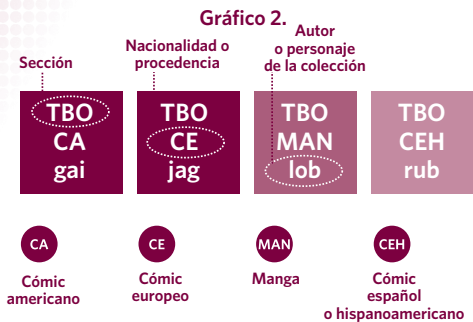 Gráfico 2.
Sección
Nacionalidad o
procedencia
Autor
o personaje
de la colección
TBO
CA
gai
TBO
CE
jag
TBO
MAN
lob
TBO
CEH
rub
CA
Cómic
americano
CE
Cómic
europeo
MAN
Manga
CEH
Cómic
español
o hispanoamericano